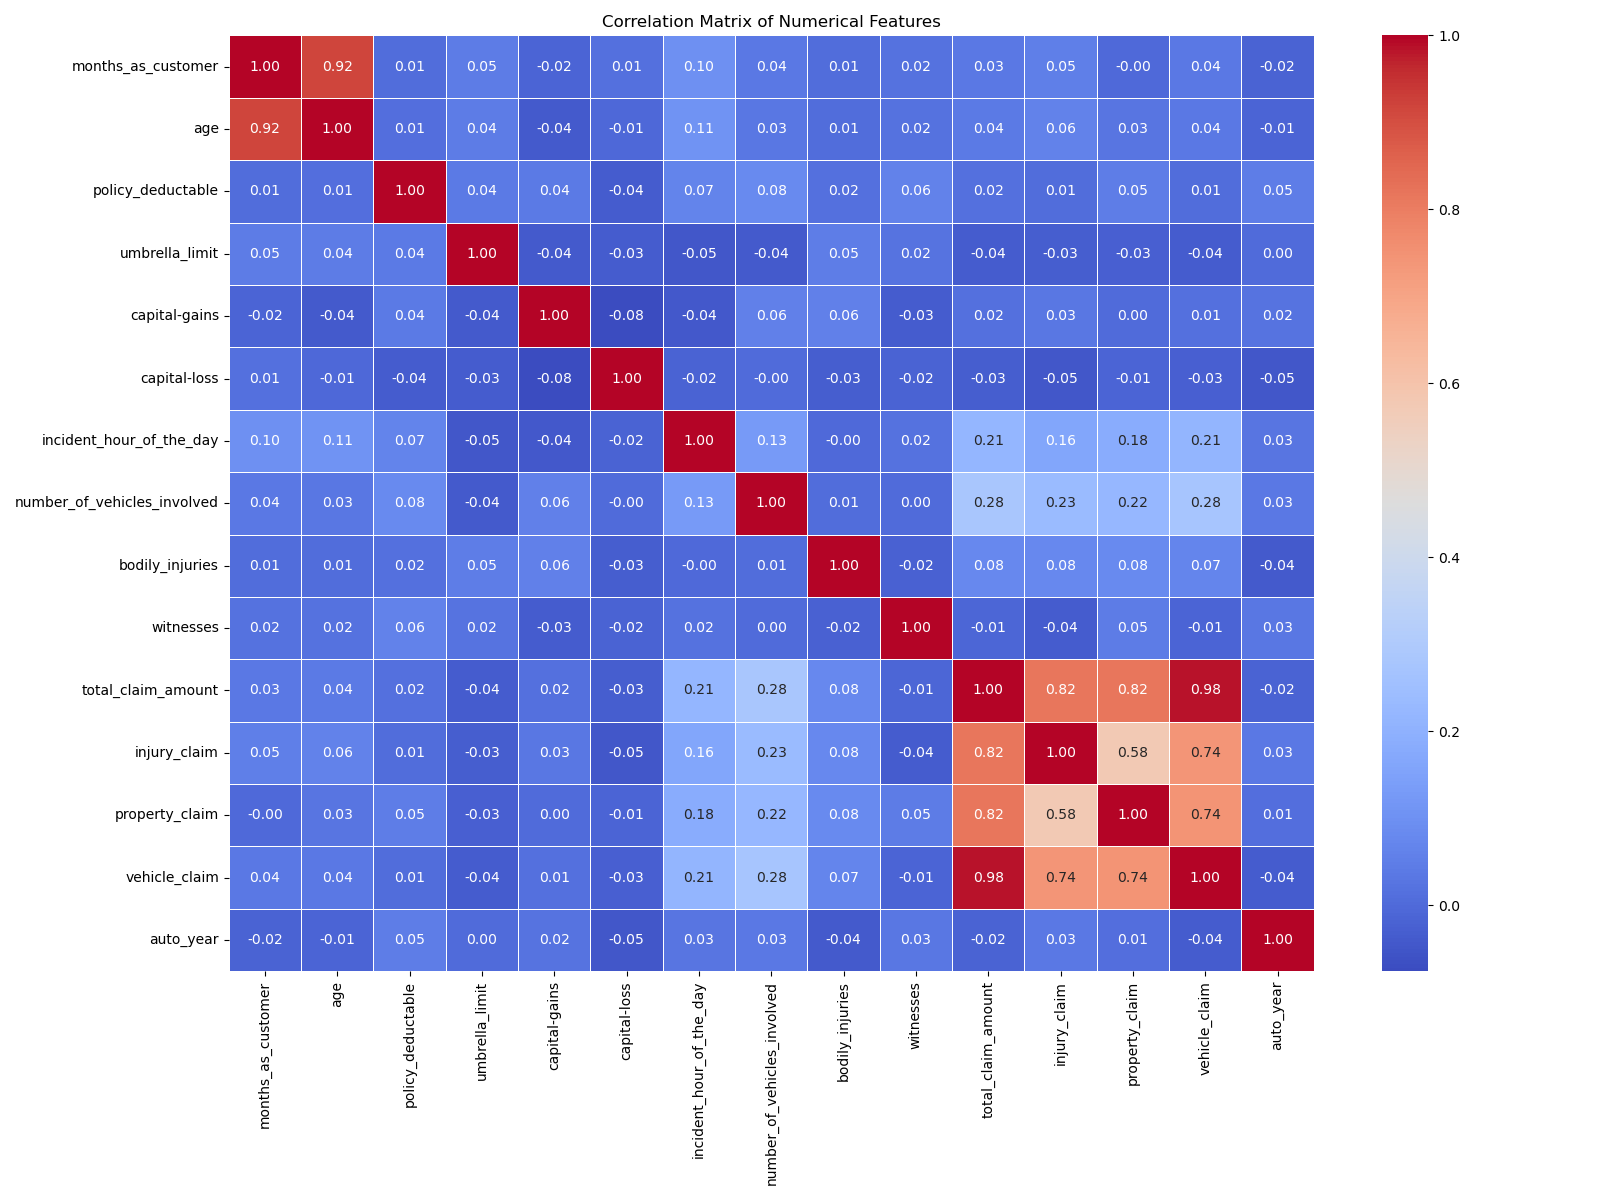 Correlation Matrix of Numerical Features
months_as_customer 1.00 0.92 0.01 0.05 -0.02 0.01 0.10 0.04 0.01 0.02 0.03 0.05 -0.00 0.04 -0.02
age 0.92 1.00 0.01 0.04 -0.04 -0.01 0.11 0.03 0.01 0.02 0.04 0.06 0.03 0.04 -0.01
policy_deductable 0.01 0.01 1.00 0.04 0.04 -0.04 0.07 0.08 0.02 0.06 0.02 0.01 0.05 0.01 0.05
umbrella_limit 0.05 0.04 0.04 1.00 -0.04 -0.03 -0.05 -0.04 0.05 0.02 -0.04 -0.03 -0.03 -0.04 0.00
capital-gains -0.02 -0.04 0.04 -0.04 1.00 -0.08 -0.04 0.06 0.06 -0.03 0.02 0.03 0.00 0.01 0.02
capital-loss 0.01 -0.01 -0.04 -0.03 -0.08 1.00 -0.02 -0.00 -0.03 -0.02 -0.03 -0.05 -0.01 -0.03 -0.05
incident_hour_of_the_day 0.10 0.11 0.07 -0.05 -0.04 -0.02 1.00 0.13 -0.00 0.02 0.21 0.16 0.18 0.21 0.03
number_of_vehicles_involved 0.04 0.03 0.08 -0.04 0.06 -0.00 0.13 1.00 0.01 0.00 0.28 0.23 0.22 0.28 0.03
bodily_injuries 0.01 0.01 0.02 0.05 0.06 -0.03 -0.00 0.01 1.00 -0.02 0.08 0.08 0.08 0.07 -0.04
witnesses 0.02 0.02 0.06 0.02 -0.03 -0.02 0.02 0.00 -0.02 1.00 -0.01 -0.04 0.05 -0.01 0.03
total_claim_amount 0.03 0.04 0.02 -0.04 0.02 -0.03 0.21 0.28 0.08 -0.01 1.00 0.82 0.82 0.98 -0.02
injury_claim 0.05 0.06 0.01 -0.03 0.03 -0.05 0.16 0.23 0.08 -0.04 0.82 1.00 0.58 0.74 0.03
property_claim -0.00 0.03 0.05 -0.03 0.00 -0.01 0.18 0.22 0.08 0.05 0.82 0.58 1.00 0.74 0.01
vehicle_claim 0.04 0.04 0.01 -0.04 0.01 -0.03 0.21 0.28 0.07 -0.01 0.98 0.74 0.74 1.00 -0.04
auto_year -0.02 -0.01 0.05 0.00 0.02 -0.05 0.03 0.03 -0.04 0.03 -0.02 0.03 0.01 -0.04 1.00
months_as_customer
age
policy_deductable
umbrella_limit
capital-gains
capital-loss
incident_hour_of_the_day
number_of_vehicles_involved
bodily_injuries
witnesses
total_claim_amount
injury_claim
property_claim
vehicle_claim
auto_year
1.0
0.8
0.6
0.4
0.2
0.0